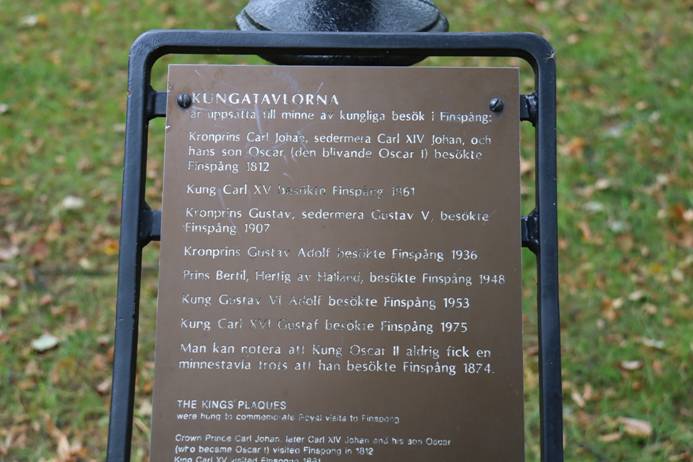 KUNGATAVLORNA
är uppsatta till minne av kungliga besök i Finspång:
Kronprins Carl Johan, sedermera Carl XIV Johan, och
hans son Oscar (den blivande Oscar I) besökte
Finspång 1812
Kung Carl XV besökte Finspång 1861
Kronprins Gustav, sedermera Gustav V, besökte
Finspång 1907
Kronprins Gustav Adolf besökte Finspång 1936
Prins Bertil, Hertig av Halland, besökte Finspång 1948
Kung Gustav VI Adolf besökte Finspång 1953
Kung Carl XVI Gustaf besökte Finspång 1975
Man kan notera att Kung Oscar II aldrig fick en
minnestavla trots att han besökte Finspång 1874.
THE KINGS' PLAQUES
were hung to commemorate Royal visits to Finspong
Crown Prince Carl Johan, later Carl XIV Johan and his son Oscar
(who became Oscar I) visited Finspong in 1812
King Carl XV visited Finspong